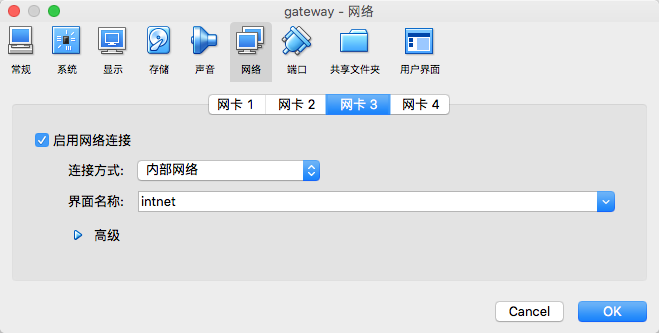 gateway - 网络
常规 系统 显示 存储 声音 网络 端口 共享文件夹 用户界面
网卡 1 网卡 2 网卡 3 网卡 4
启用网络连接
连接方式: 内部网络
界面名称: intnet
高级
Cancel OK